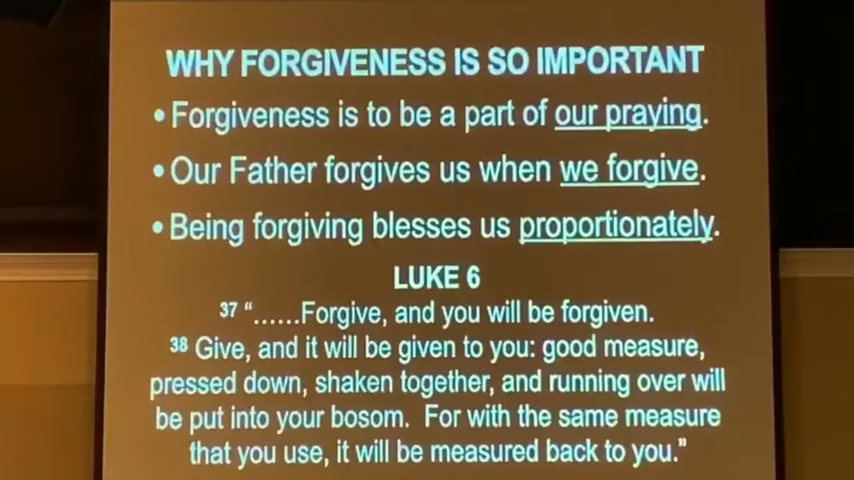 WHY FORGIVENESS IS SO IMPORTANT
• Forgiveness is to be a part of our praying.
• Our Father forgives us when we forgive.
• Being forgiving blesses us proportionately.
LUKE 6
37 “......Forgive, and you will be forgiven.
38 Give, and it will be given to you: good measure,
pressed down, shaken together, and running over will
be put into your bosom. For with the same measure
that you use, it will be measured back to you.”